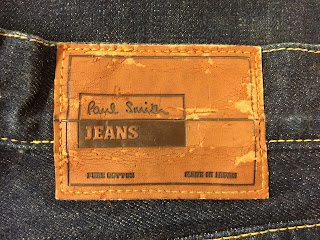 Paul Smith
JEANS
PURE COTTON MADE IN JAPAN